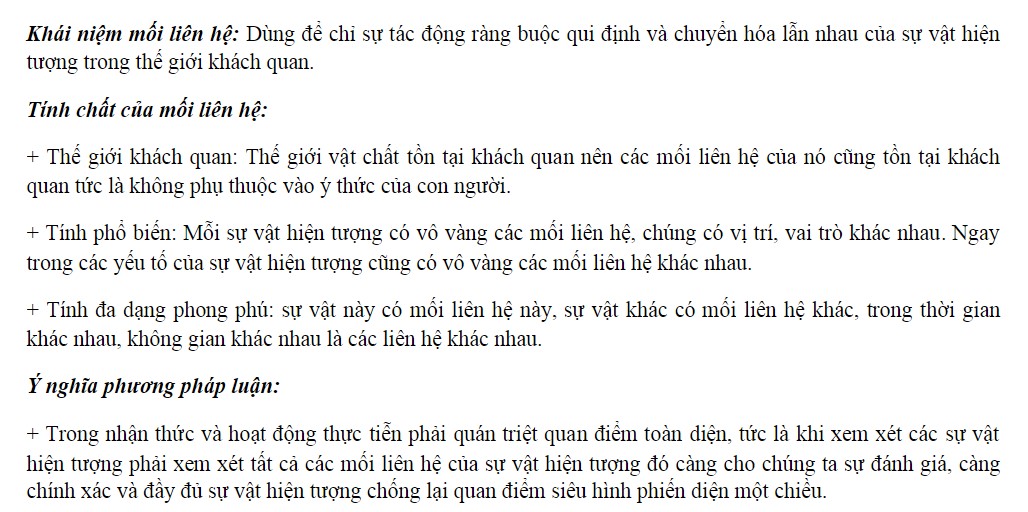 Khái niệm mối liên hệ: Dùng để chỉ sự tác động ràng buộc qui định và chuyển hóa lẫn nhau của sự vật hiện
tượng trong thế giới khách quan.
Tính chất của mối liên hệ:
+ Thế giới khách quan: Thế giới vật chất tồn tại khách quan nên các mối liên hệ của nó cũng tồn tại khách
quan tức là không phụ thuộc vào ý thức của con người.
+ Tính phổ biến: Mỗi sự vật hiện tượng có vô vàng các mối liên hệ, chúng có vị trí, vai trò khác nhau. Ngay
trong các yếu tố của sự vật hiện tượng cũng có vô vàng các mối liên hệ khác nhau.
+ Tính đa dạng phong phú: sự vật này có mối liên hệ này, sự vật khác có mối liên hệ khác, trong thời gian
khác nhau, không gian khác nhau là các liên hệ khác nhau.
Ý nghĩa phương pháp luận:
+ Trong nhận thức và hoạt động thực tiễn phải quán triệt quan điểm toàn diện, tức là khi xem xét các sự vật
hiện tượng phải xem xét tất cả các mối liên hệ của sự vật hiện tượng đó càng cho chúng ta sự đánh giá, càng
chính xác và đầy đủ sự vật hiện tượng chống lại quan điểm siêu hình phiến diện một chiều.